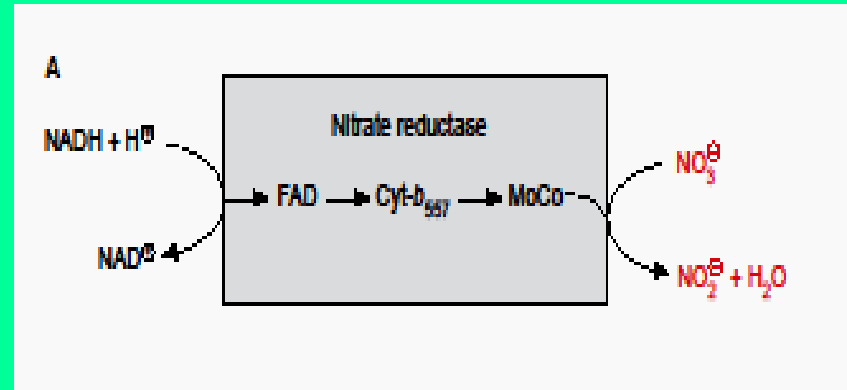 A
Nitrate reductase
NADH + H⊕
NO₃⊖
FAD → Cyt-b₅₅₇ → MoCo
NAD⊕
NO₂⊖ + H₂O